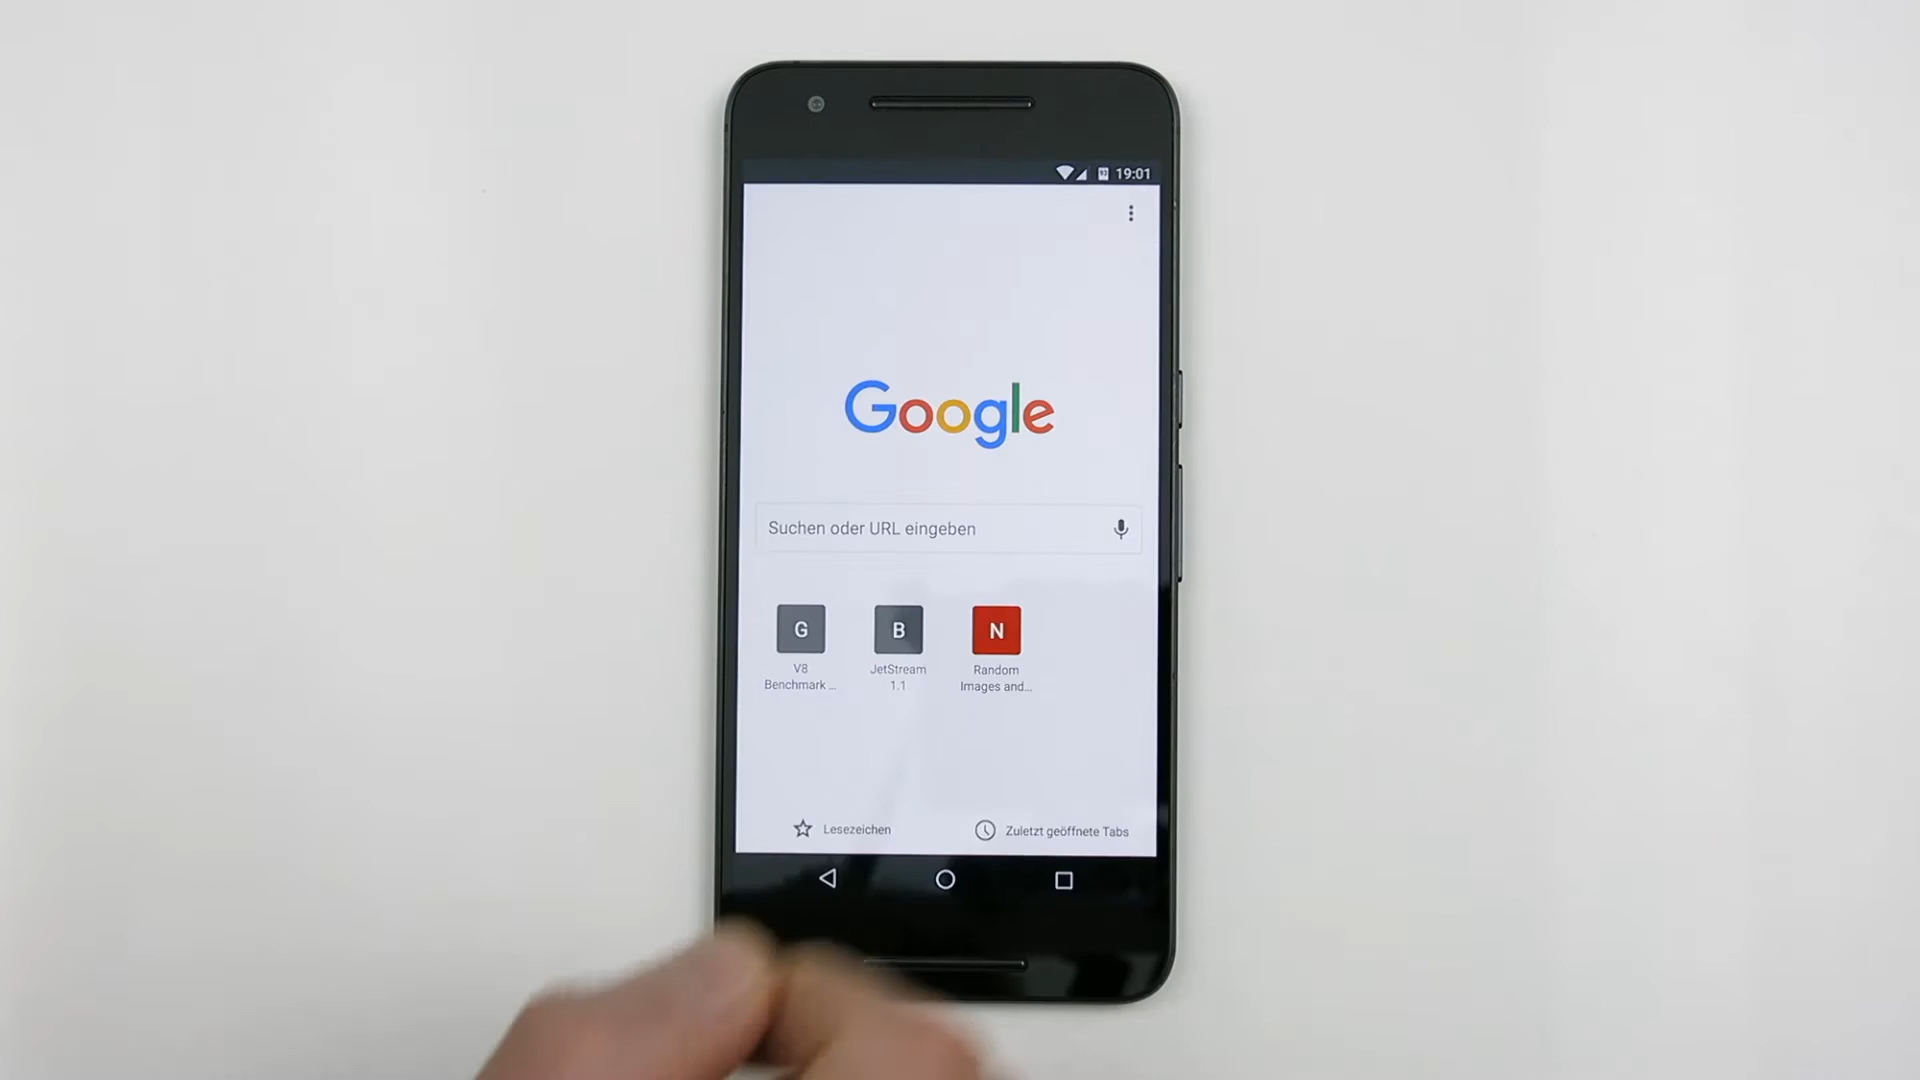 19:01
Google
Suchen oder URL eingeben
G
B
N
V8
Benchmark ...
JetStream
1.1
Random
Images and...
Lesezeichen
Zuletzt geöffnete Tabs